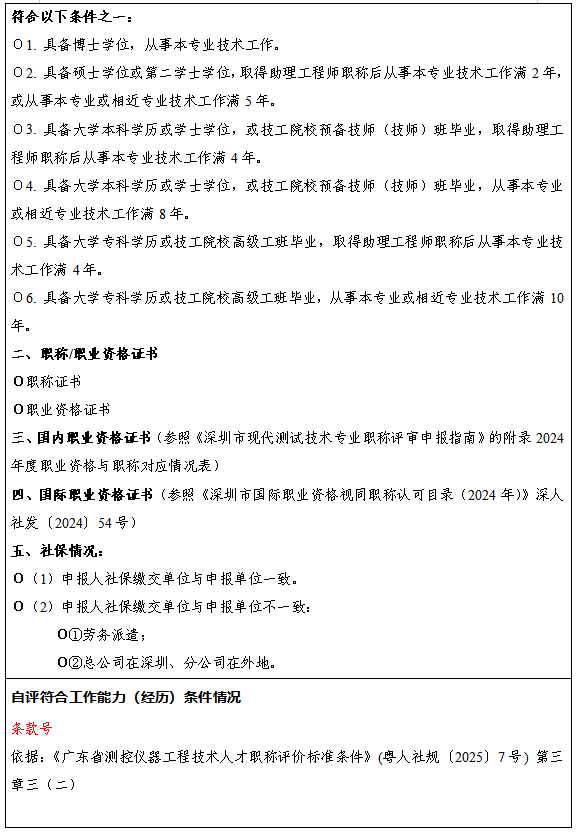 符合以下条件之一：
O1. 具备博士学位，从事本专业技术工作。
O2. 具备硕士学位或第二学士学位，取得助理工程师职称后从事本专业技术工作满 2 年，
或从事本专业或相近专业技术工作满 5 年。
O3. 具备大学本科学历或学士学位，或技工院校预备技师（技师）班毕业，取得助理工
程师职称后从事本专业技术工作满 4 年。
O4. 具备大学本科学历或学士学位，或技工院校预备技师（技师）班毕业，从事本专业
或相近专业技术工作满 8 年。
O5. 具备大学专科学历或技工院校高级工班毕业，取得助理工程师职称后从事本专业技
术工作满 4 年。
O6. 具备大学专科学历或技工院校高级工班毕业，从事本专业或相近专业技术工作满 10
年。
二、职称/职业资格证书
O职称证书
O职业资格证书
三、国内职业资格证书（参照《深圳市现代测试技术专业职称评审申报指南》的附录 2024
年度职业资格与职称对应情况表）
四、国际职业资格证书（参照《深圳市国际职业资格视同职称认可目录（2024 年）》深人
社发〔2024〕54 号）
五、社保情况：
O（1）申报人社保缴交单位与申报单位一致。
O（2）申报人社保缴交单位与申报单位不一致：
O①劳务派遣；
O②总公司在深圳、分公司在外地。
自评符合工作能力（经历）条件情况
条款号
依据：《广东省测控仪器工程技术人才职称评价标准条件》(粤人社规〔2025〕7 号）第三
章三（二）